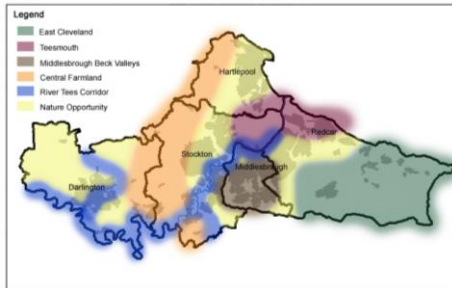 Legend
East Cleveland
Teesmouth
Middlesbrough Beck Valleys
Central Farmland
River Tees Corridor
Nature Opportunity
Hartlepool
Redcar
Stockton
Middlesbrough
Darlington